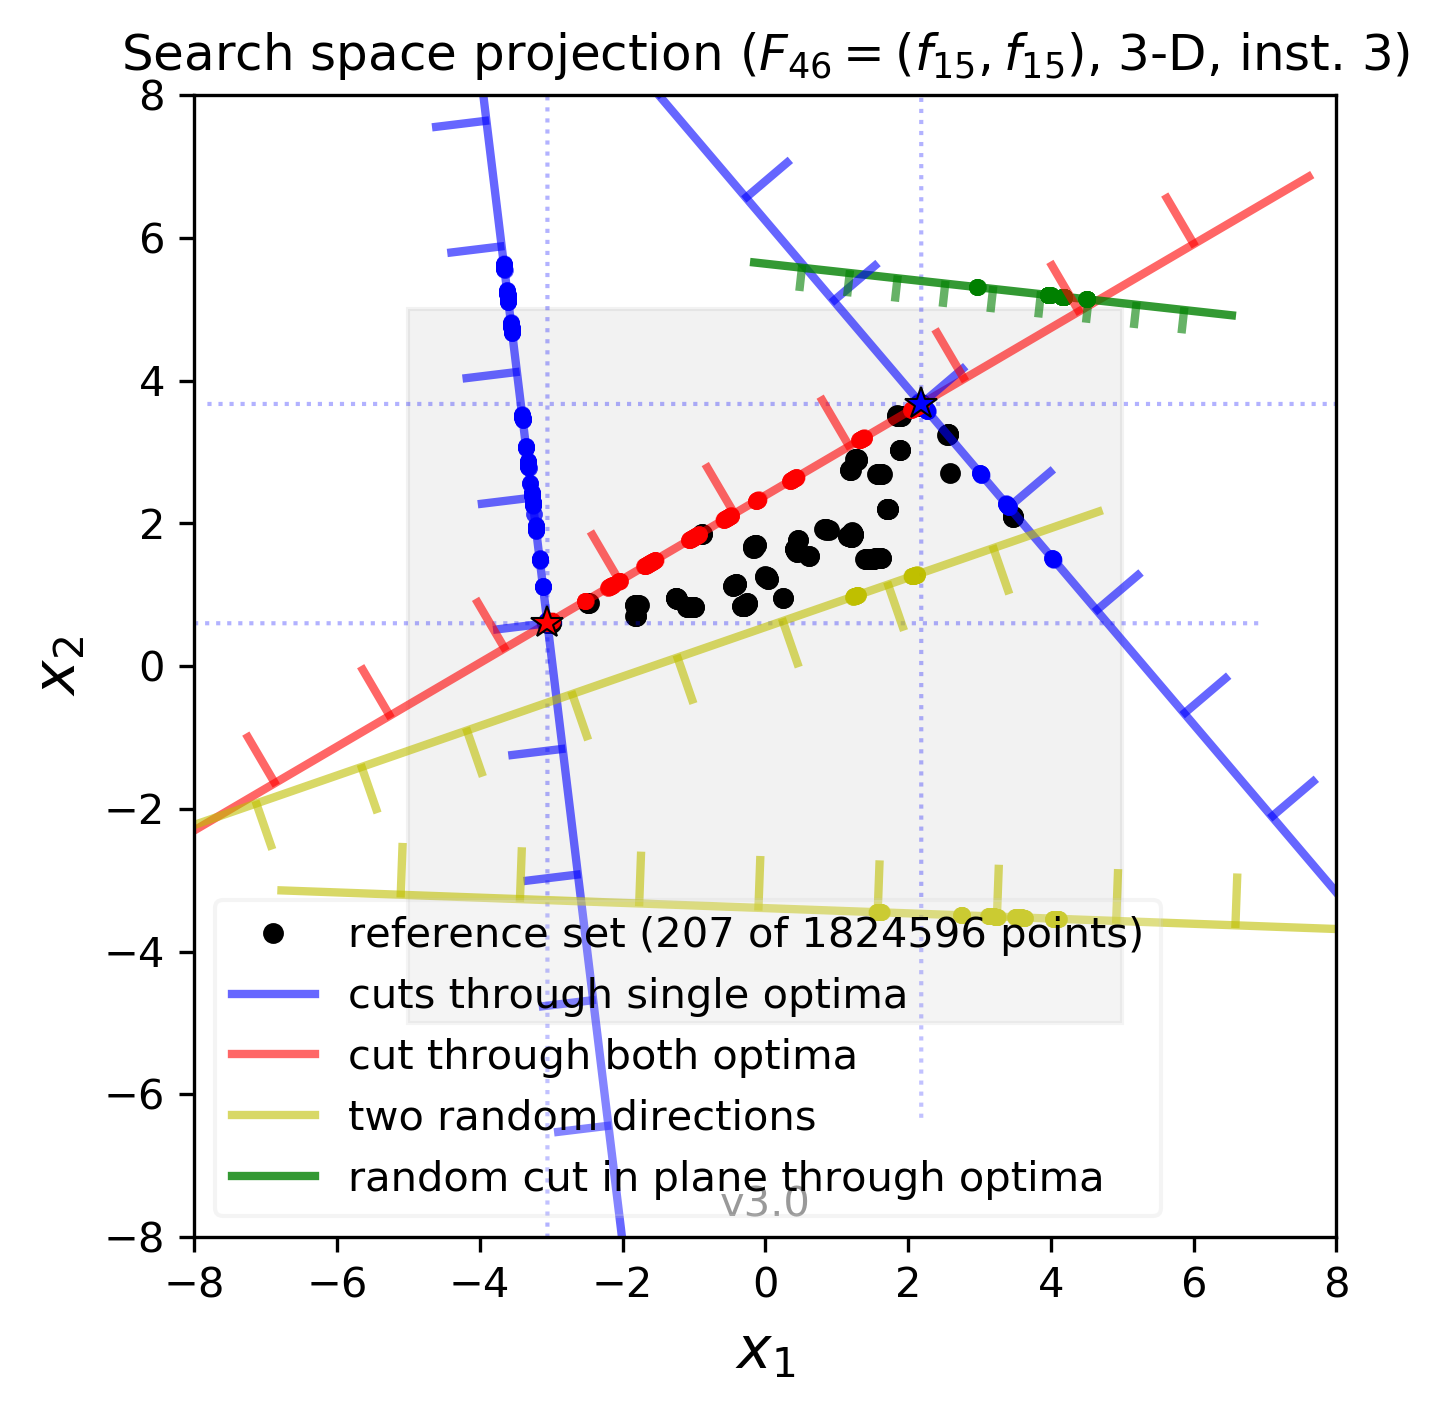 Search space projection (F₄₆ = (f₁₅, f₁₅), 3-D, inst. 3)
8
6
4
2
0
−2
−4
−6
−8
x₂
reference set (207 of 1824596 points)
cuts through single optima
cut through both optima
two random directions
random cut in plane through optima
v3.0
−8 −6 −4 −2 0 2 4 6 8
x₁